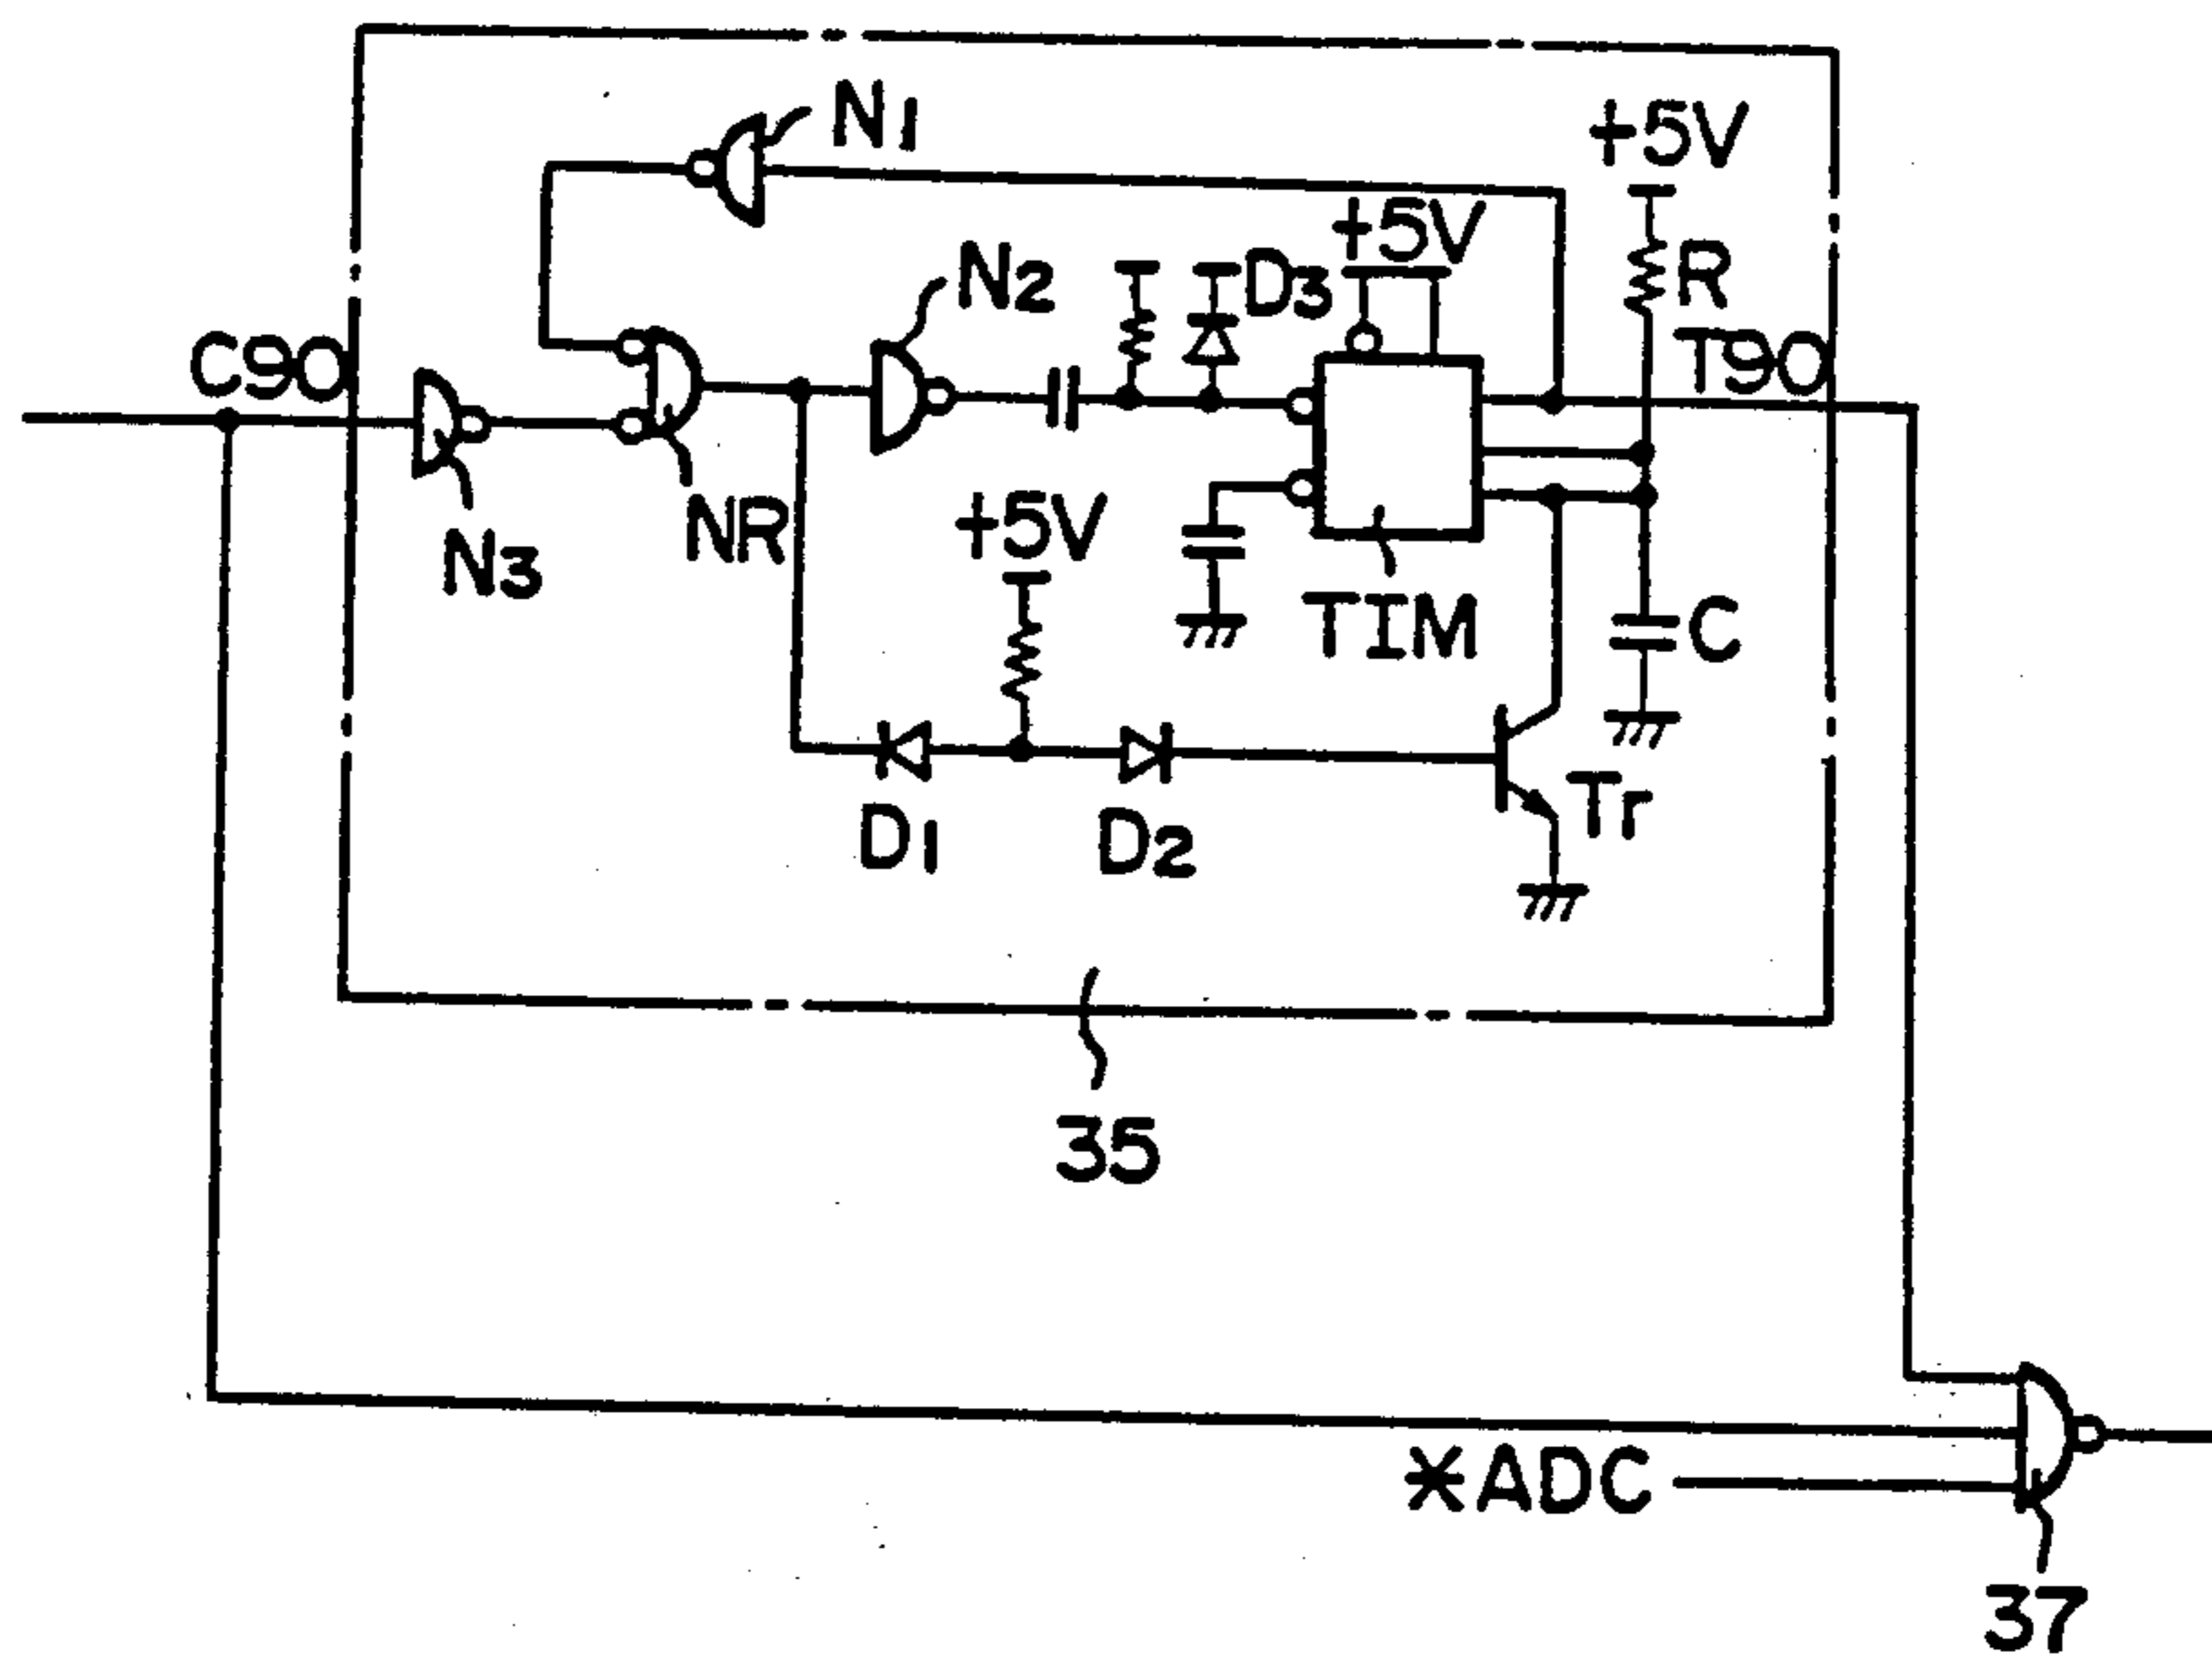 N1
+5V
N2
D3
+5V
R
C90
T90
N3
NR
+5V
TIM
C
D1
D2
Tr
35
*ADC
37